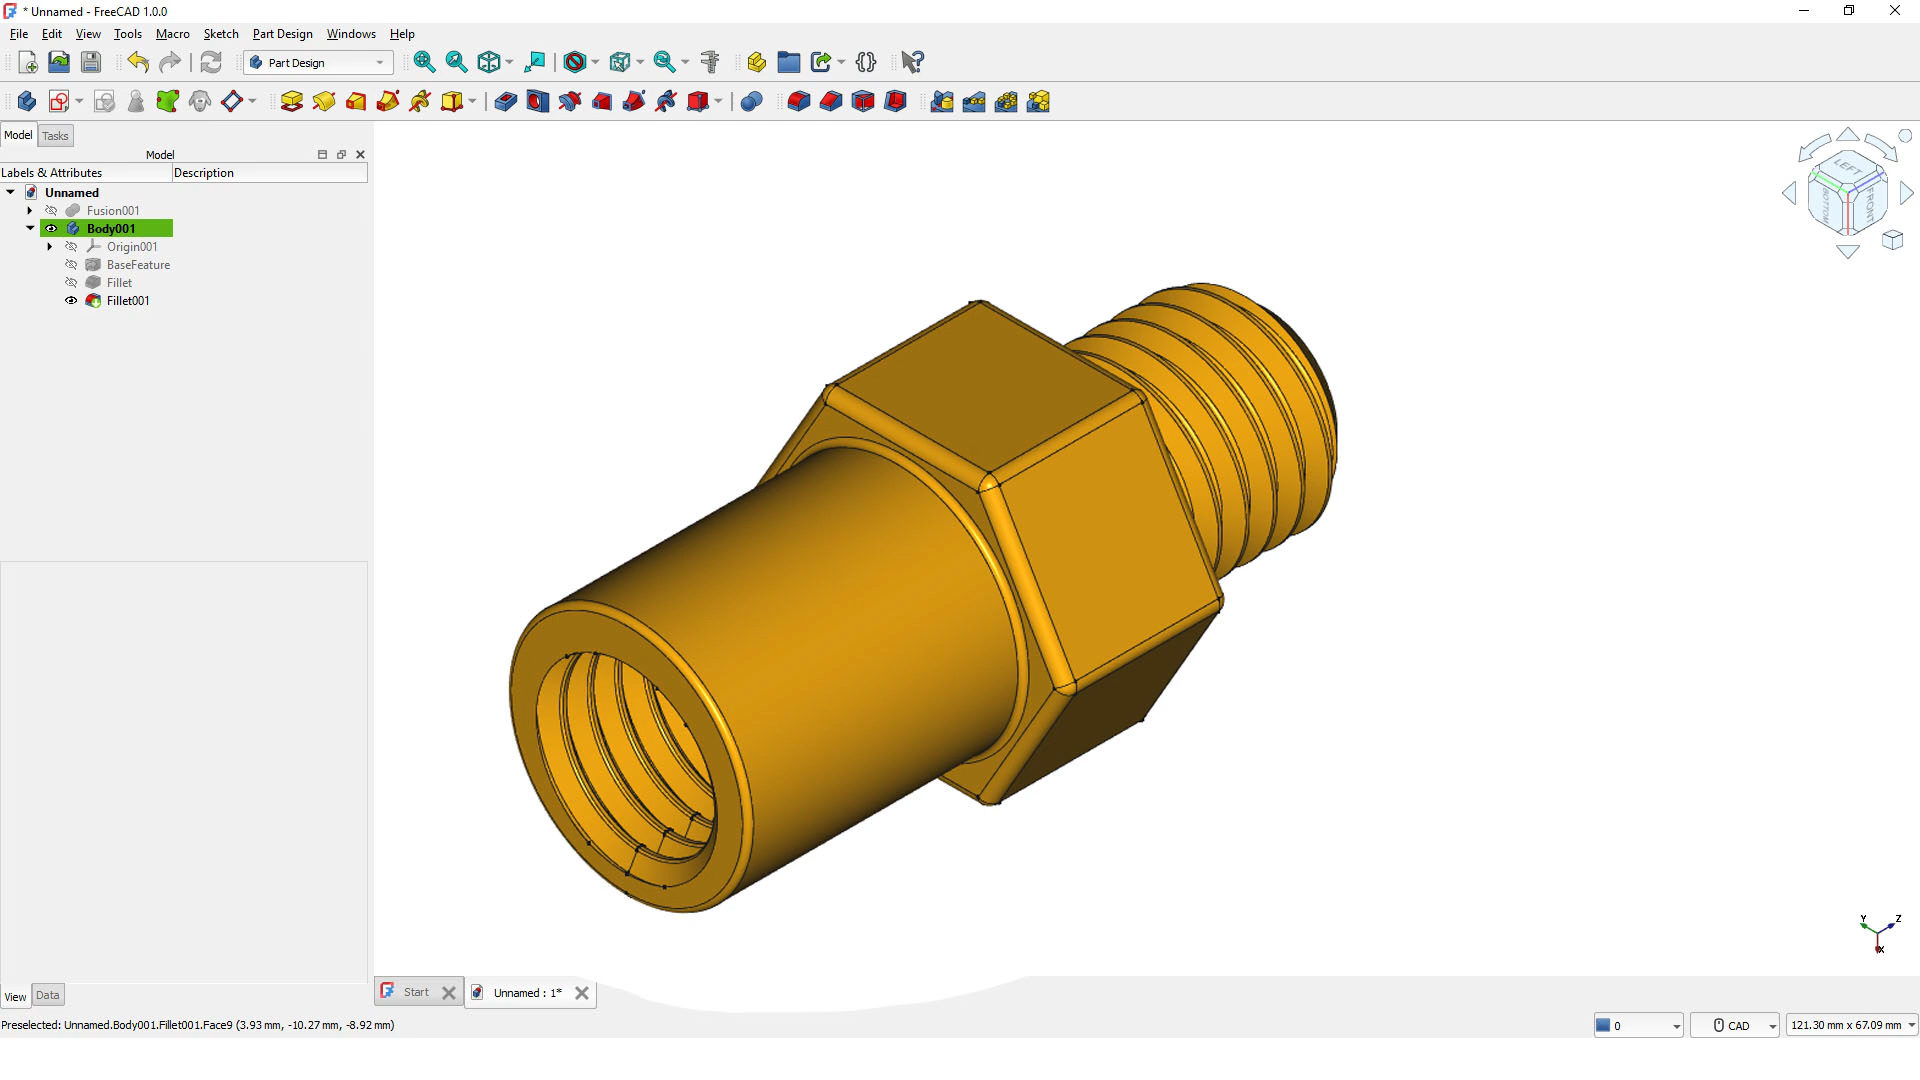 * Unnamed - FreeCAD 1.0.0
File Edit View Tools Macro Sketch Part Design Windows Help
Part Design
Model Tasks
Model
Labels & Attributes Description
Unnamed
Fusion001
Body001
Origin001
BaseFeature
Fillet
Fillet001
LEFT
FRONT
BOTTOM
Y
Z
X
View Data
Start
Unnamed : 1*
Preselected: Unnamed.Body001.Fillet001.Face9 (3.93 mm, -10.27 mm, -8.92 mm)
0
CAD
121.30 mm x 67.09 mm